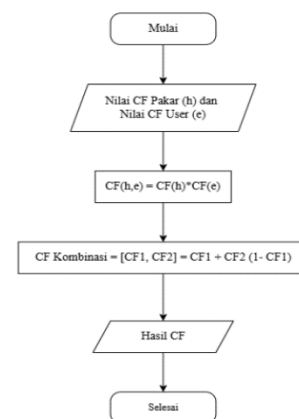 Mulai
Nilai CF Pakar (h) dan
Nilai CF User (e)
CF(h,e) = CF(h)*CF(e)
CF Kombinasi = [CF1, CF2] = CF1 + CF2 (1- CF1)
Hasil CF
Selesai